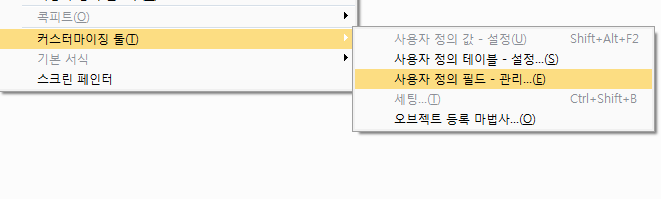 콕피트(O)
커스터마이징 툴(T)
기본 서식
스크린 페인터
사용자 정의 값 - 설정(U) Shift+Alt+F2
사용자 정의 테이블 - 설정...(S)
사용자 정의 필드 - 관리...(E)
세팅...(T) Ctrl+Shift+B
오브젝트 등록 마법사...(O)